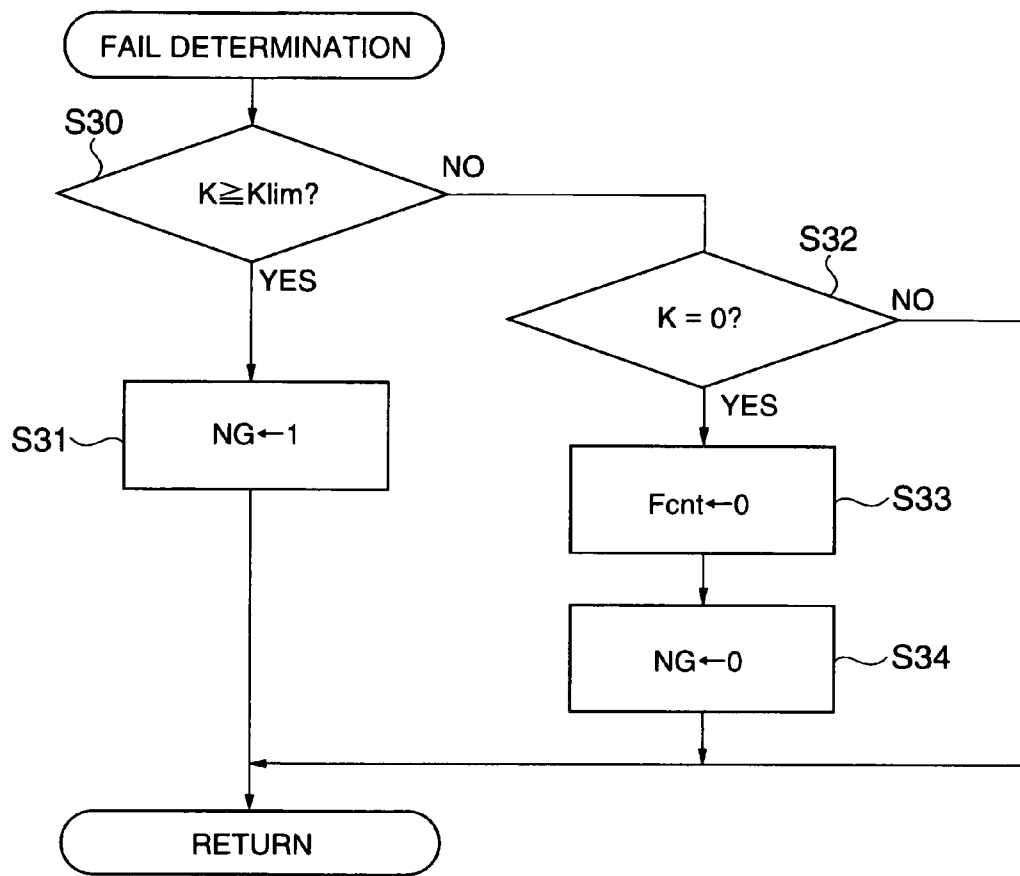 FAIL DETERMINATION
S30
K≧Klim?
NO
YES
S32
K = 0?
NO
YES
S31
NG←1
Fcnt←0
S33
NG←0
S34
RETURN